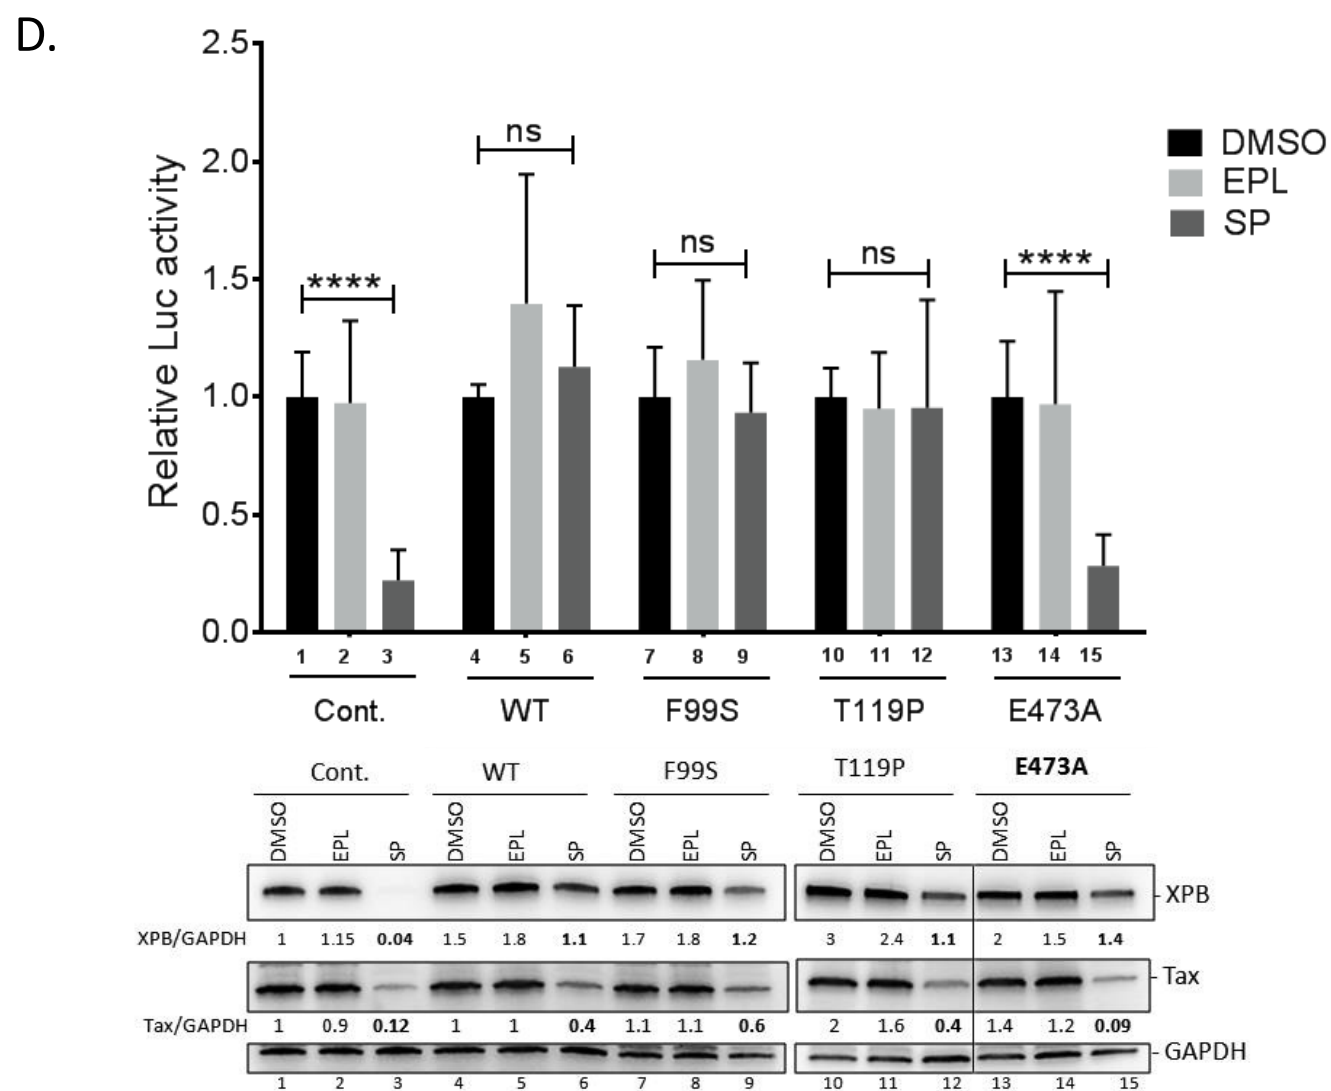 D.
2.5
2.0
1.5
1.0
0.5
0.0
Relative Luc activity
DMSO
EPL
SP
**** ns ns ns ****
1 2 3 4 5 6 7 8 9 10 11 12 13 14 15
Cont. WT F99S T119P E473A
Cont. WT F99S T119P E473A
DMSO EPL SP DMSO EPL SP DMSO EPL SP DMSO EPL SP DMSO EPL SP
XPB
XPB/GAPDH 1 1.15 0.04 1.5 1.8 1.1 1.7 1.8 1.2 3 2.4 1.1 2 1.5 1.4
Tax
Tax/GAPDH 1 0.9 0.12 1 1 0.4 1.1 1.1 0.6 2 1.6 0.4 1.4 1.2 0.09
GAPDH
1 2 3 4 5 6 7 8 9 10 11 12 13 14 15